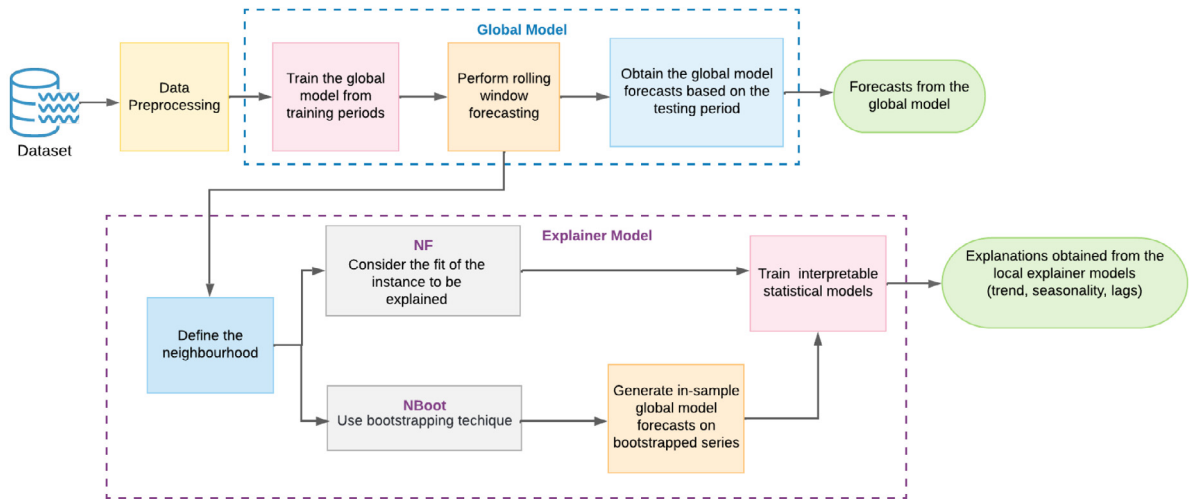 Global Model
Dataset
Data
Preprocessing
Train the global
model from
training periods
Perform rolling
window
forecasting
Obtain the global model
forecasts based on the
testing period
Forecasts from the
global model
Explainer Model
Define the
neighbourhood
NF
Consider the fit of the
instance to be
explained
NBoot
Use bootstrapping techique
Generate in-sample
global model
forecasts on
bootstrapped series
Train interpretable
statistical models
Explanations obtained from the
local explainer models
(trend, seasonality, lags)